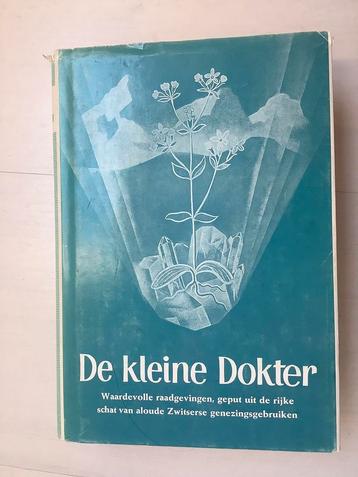 De kleine Dokter
Waardevolle raadgevingen, geput uit de rijke
schat van aloude Zwitserse genezingsgebruiken